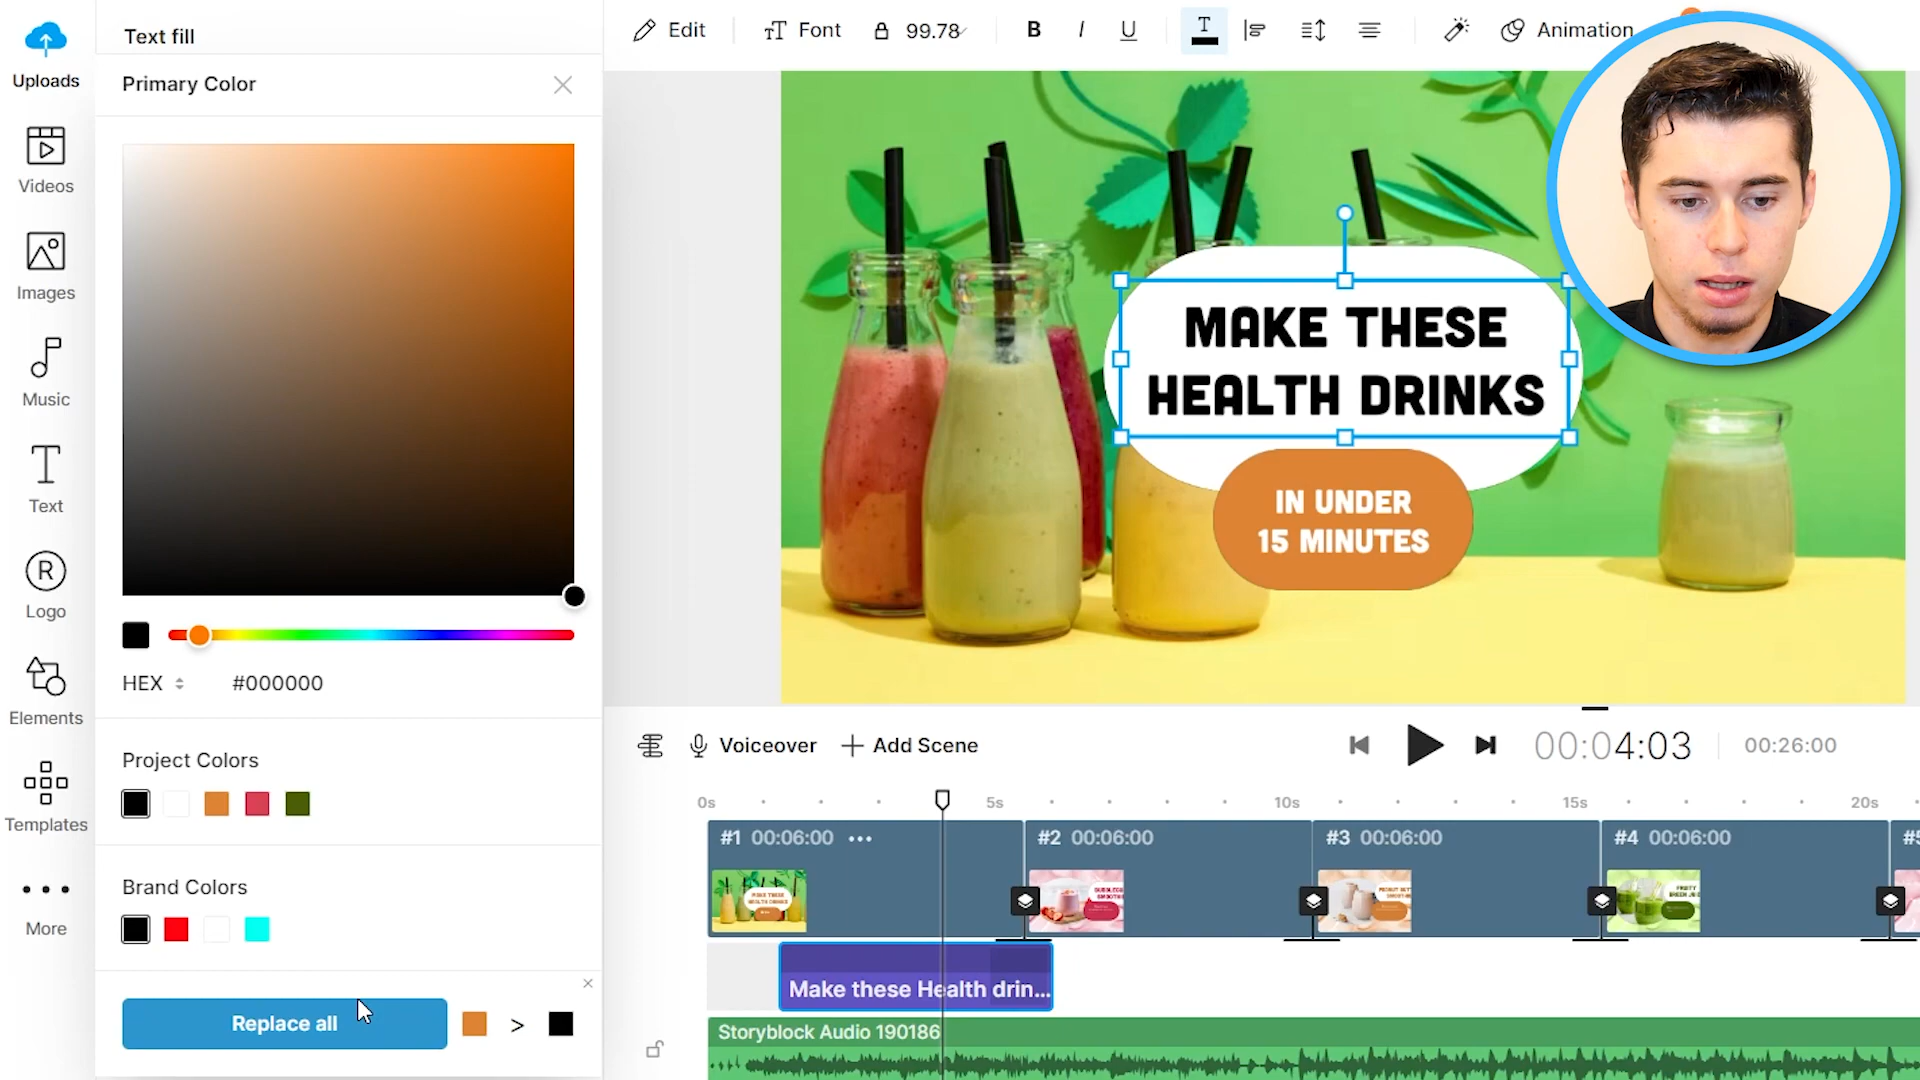 Uploads
Videos
Images
Music
Text
Logo
Elements
Templates
More
Text fill
Primary Color
HEX #000000
Project Colors
Brand Colors
Replace all >
Edit Font 99.78 B I U T Animation
MAKE THESE
HEALTH DRINKS
IN UNDER
15 MINUTES
Voiceover + Add Scene 00:04:03 00:26:00
0s 5s 10s 15s 20s
#1 00:06:00 #2 00:06:00 #3 00:06:00 #4 00:06:00
Make these Health drin...
Storyblock Audio 190186